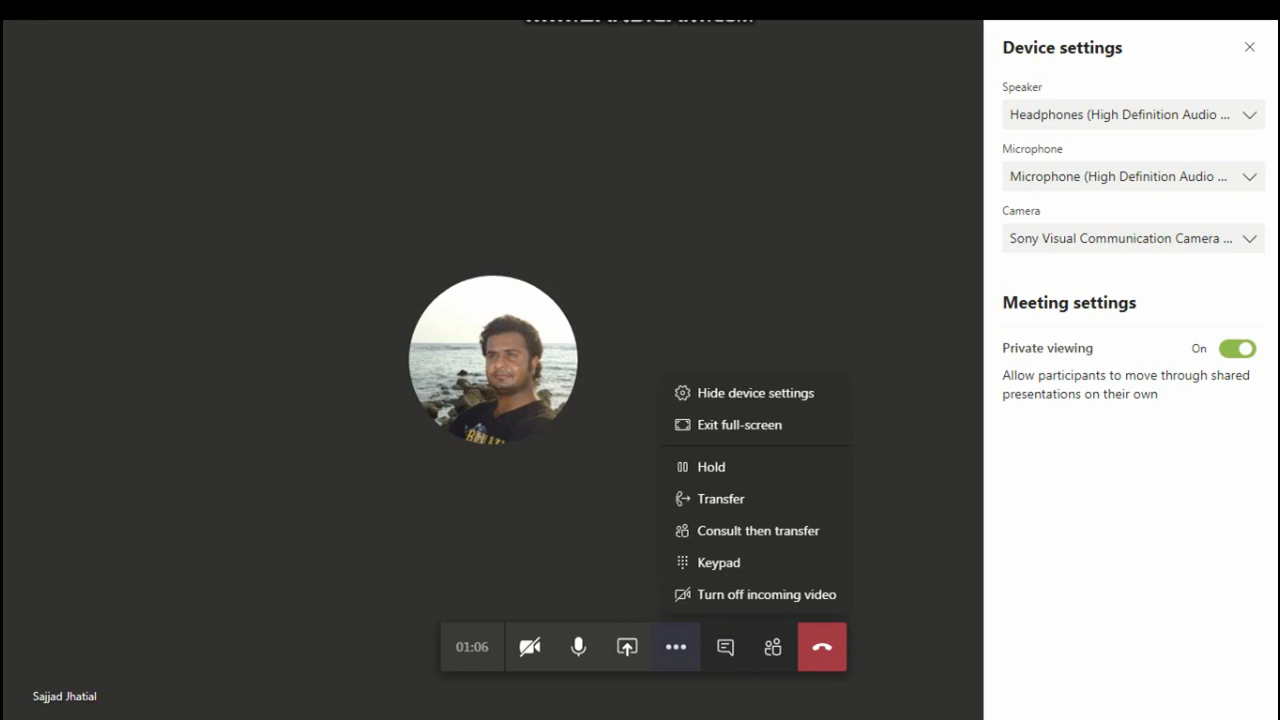 Device settings
Speaker
Headphones (High Definition Audio ...
Microphone
Microphone (High Definition Audio ...
Camera
Sony Visual Communication Camera ...
Meeting settings
Private viewing On
Allow participants to move through shared
presentations on their own
Hide device settings
Exit full-screen
Hold
Transfer
Consult then transfer
Keypad
Turn off incoming video
01:06
Sajjad Jhatial